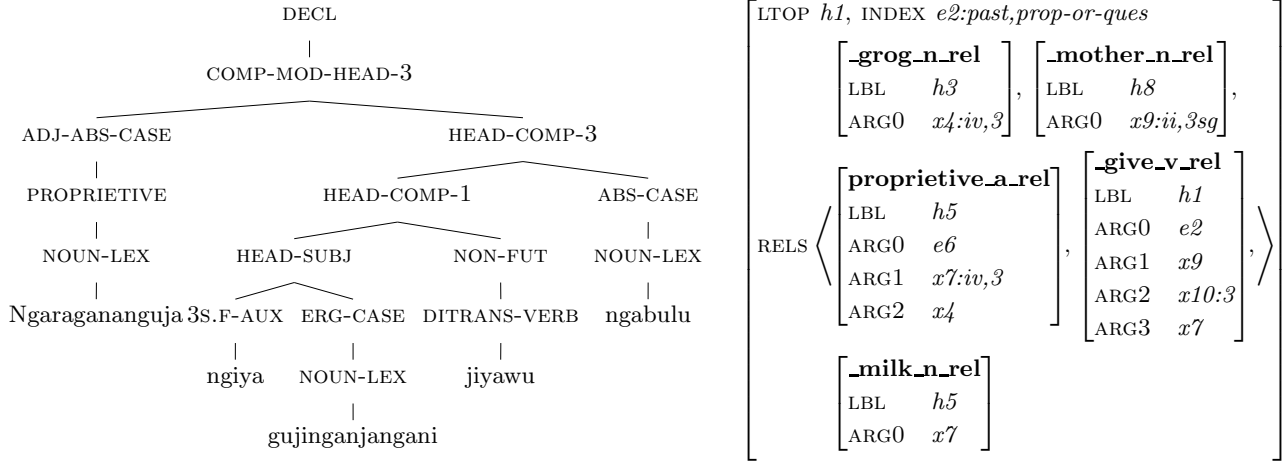 DECL
COMP-MOD-HEAD-3
ADJ-ABS-CASE HEAD-COMP-3
PROPRIETIVE HEAD-COMP-1 ABS-CASE
NOUN-LEX HEAD-SUBJ NON-FUT NOUN-LEX
Ngaragananguja 3S.F-AUX ERG-CASE DITRANS-VERB ngabulu
ngiya NOUN-LEX jiyawu
gujinganjangani
LTOP h1, INDEX e2:past,prop-or-ques
RELS ⟨
_grog_n_rel
LBL h3
ARG0 x4:iv,3
,
_mother_n_rel
LBL h8
ARG0 x9:ii,3sg
,
proprietive_a_rel
LBL h5
ARG0 e6
ARG1 x7:iv,3
ARG2 x4
,
_give_v_rel
LBL h1
ARG0 e2
ARG1 x9
ARG2 x10:3
ARG3 x7
,
_milk_n_rel
LBL h5
ARG0 x7
⟩